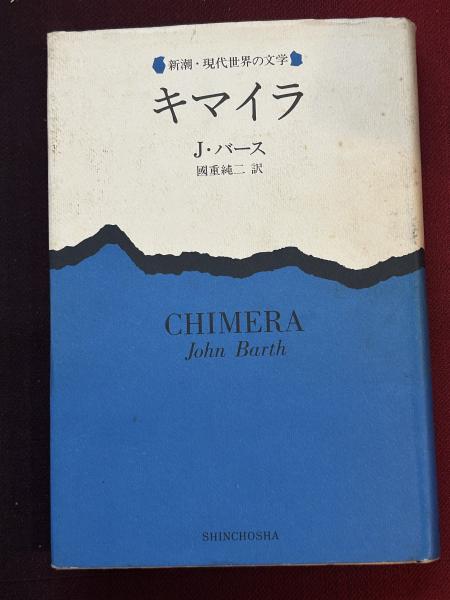 新潮・現代世界の文学
キマイラ
J・バース
國重純二 訳
CHIMERA
John Barth
SHINCHOSHA